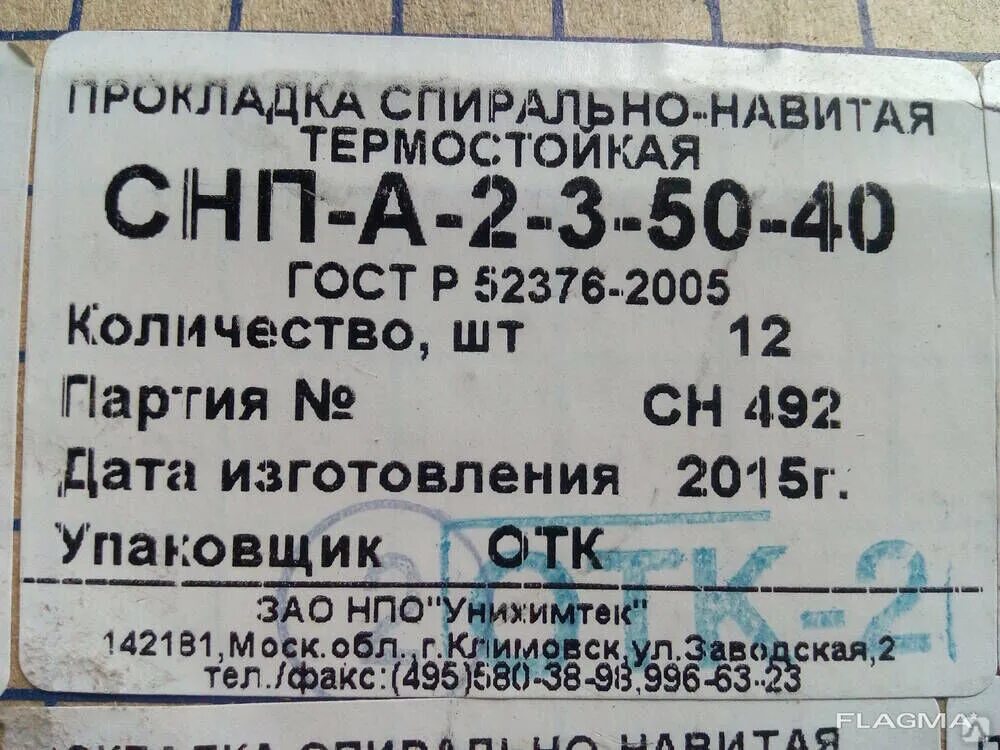 ПРОКЛАДКА СПИРАЛЬНО-НАВИТАЯ
ТЕРМОСТОЙКАЯ
СНП-А-2-3-50-40
ГОСТ Р 52376-2005
Количество, шт 12
Партия № СН 492
Дата изготовления 2015г.
Упаковщик ОТК
ОТК-2
ЗАО НПО"Унихимтек"
142181,Моск.обл.,г.Климовск,ул.Заводская,2
тел./факс:(495)580-38-98,996-63-23
FLAGMA
СПИРАЛЬНО НАВИТАЯ